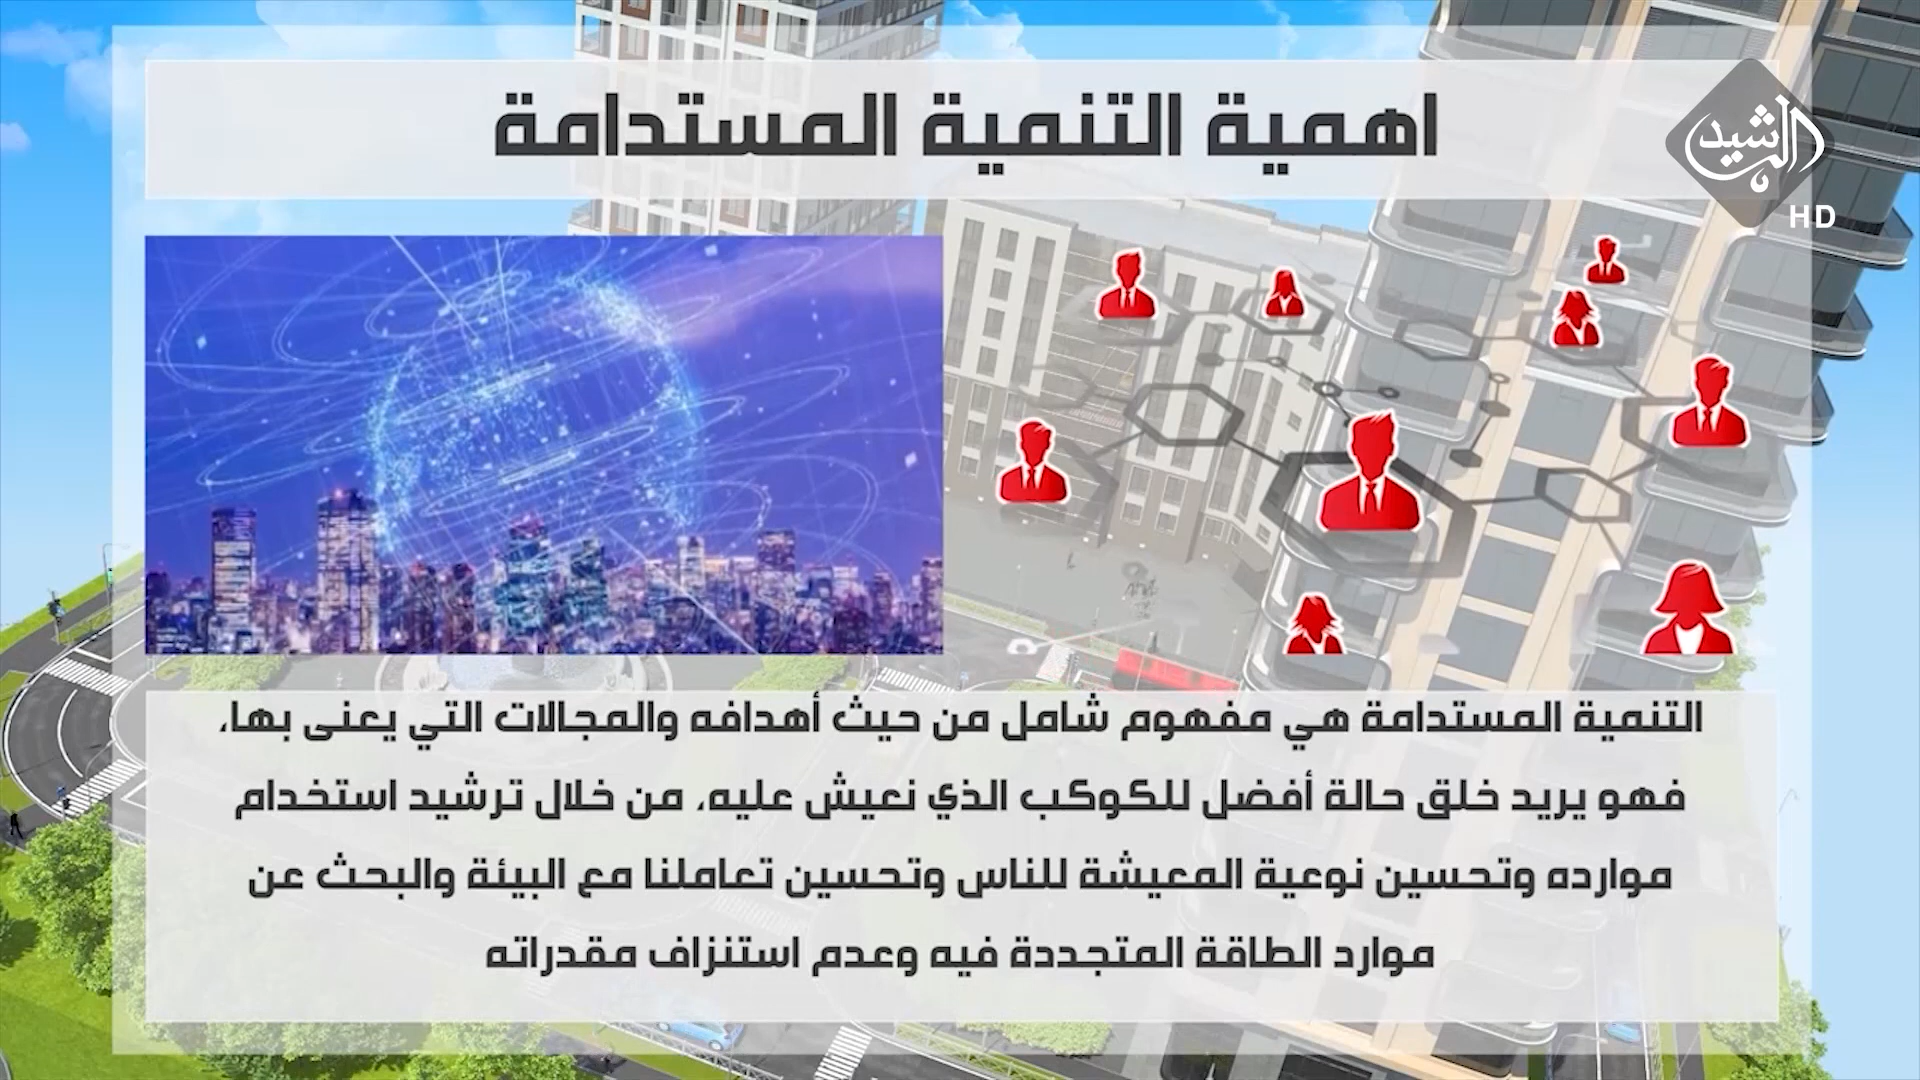 اهمية التنمية المستدامة
الرشيد
HD
التنمية المستدامة هي مفهوم شامل من حيث أهدافه والمجالات التي يعنى بها،
فهو يريد خلق حالة أفضل للكوكب الذي نعيش عليه، من خلال ترشيد استخدام
موارده وتحسين نوعية المعيشة للناس وتحسين تعاملنا مع البيئة والبحث عن
موارد الطاقة المتجددة فيه وعدم استنزاف مقدراته